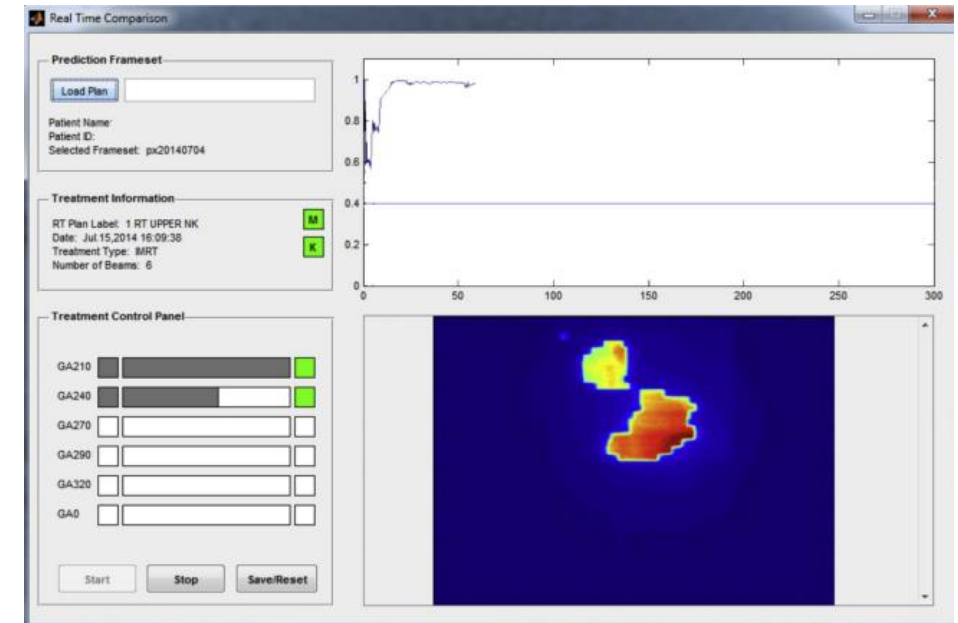 Real Time Comparison
Prediction Frameset
Load Plan
Patient Name:
Patient ID:
Selected Frameset: px20140704
Treatment Information
RT Plan Label: 1 RT UPPER NK
Date: Jul.15,2014 16:09:38
Treatment Type: IMRT
Number of Beams: 6
M
K
Treatment Control Panel
GA210
GA240
GA270
GA290
GA320
GA0
Start Stop Save/Reset
1
0.8
0.6
0.4
0.2
0
0 50 100 150 200 250 300